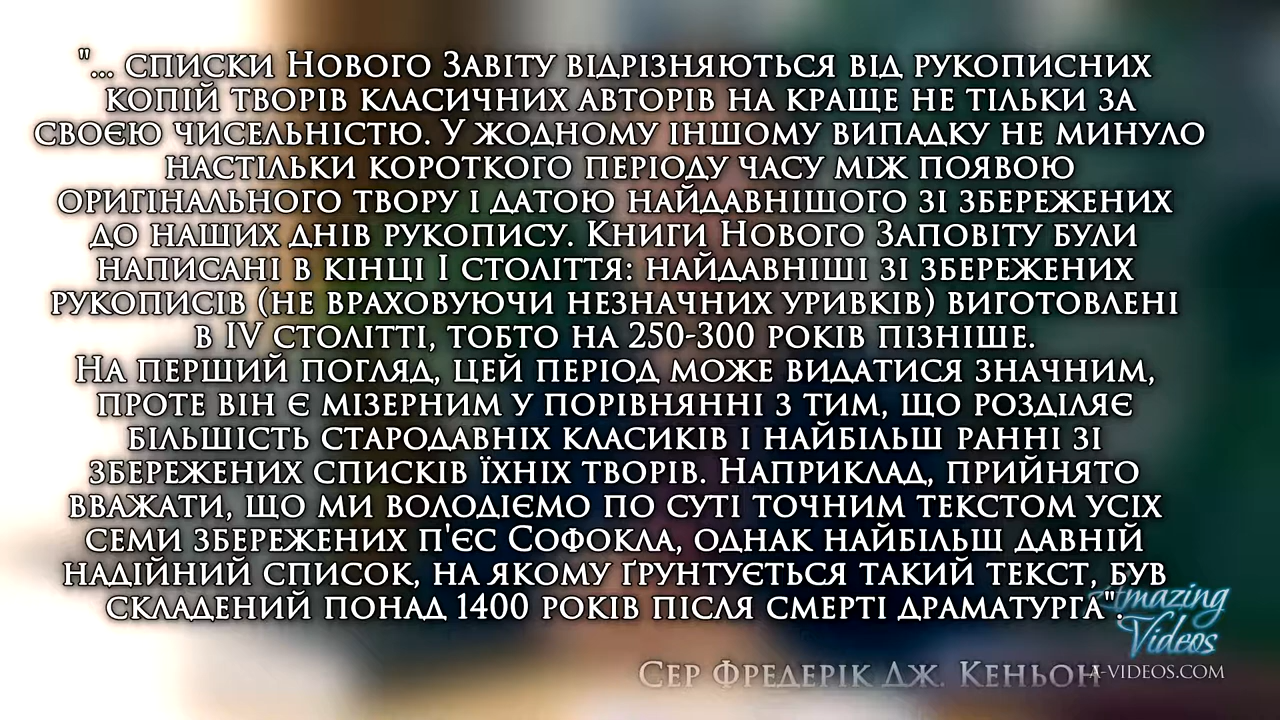 "... списки Нового Завіту відрізняються від рукописних
копій творів класичних авторів на краще не тільки за
своєю чисельністю. У жодному іншому випадку не минуло
настільки короткого періоду часу між появою
оригінального твору і датою найдавнішого зі збережених
до наших днів рукопису. Книги Нового Заповіту були
написані в кінці I століття: найдавніші зі збережених
рукописів (не враховуючи незначних уривків) виготовлені
в IV столітті, тобто на 250-300 років пізніше.
На перший погляд, цей період може видатися значним,
проте він є мізерним у порівнянні з тим, що розділяє
більшість стародавніх класиків і найбільш ранні зі
збережених списків їхніх творів. Наприклад, прийнято
вважати, що ми володіємо по суті точним текстом усіх
семи збережених п'єс Софокла, однак найбільш давній
надійний список, на якому ґрунтується такий текст, був
складений понад 1400 років після смерті драматурга".
Amazing
Videos
Сер Фредерік Дж. Кеньон
A-VIDEOS.COM